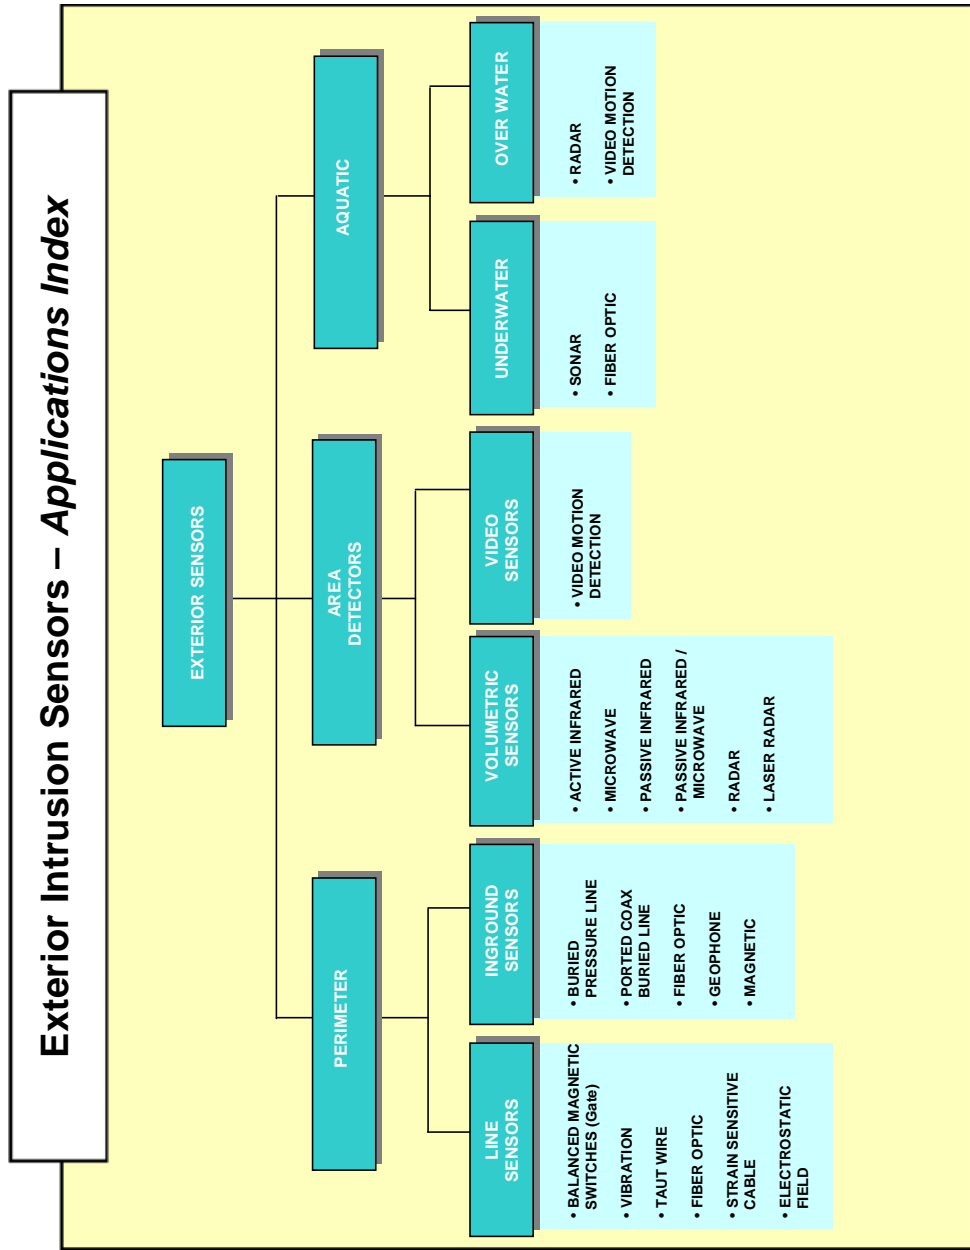 Exterior Intrusion Sensors – Applications Index
EXTERIOR SENSORS
PERIMETER
AREA
DETECTORS
AQUATIC
LINE
SENSORS
• BALANCED MAGNETIC
SWITCHES (Gate)
• VIBRATION
• TAUT WIRE
• FIBER OPTIC
• STRAIN SENSITIVE
CABLE
• ELECTROSTATIC
FIELD
INGROUND
SENSORS
• BURIED
PRESSURE LINE
• PORTED COAX
BURIED LINE
• FIBER OPTIC
• GEOPHONE
• MAGNETIC
VOLUMETRIC
SENSORS
• ACTIVE INFRARED
• MICROWAVE
• PASSIVE INFRARED
• PASSIVE INFRARED /
MICROWAVE
• RADAR
• LASER RADAR
VIDEO
SENSORS
• VIDEO MOTION
DETECTION
UNDERWATER
• SONAR
• FIBER OPTIC
OVER WATER
• RADAR
• VIDEO MOTION
DETECTION